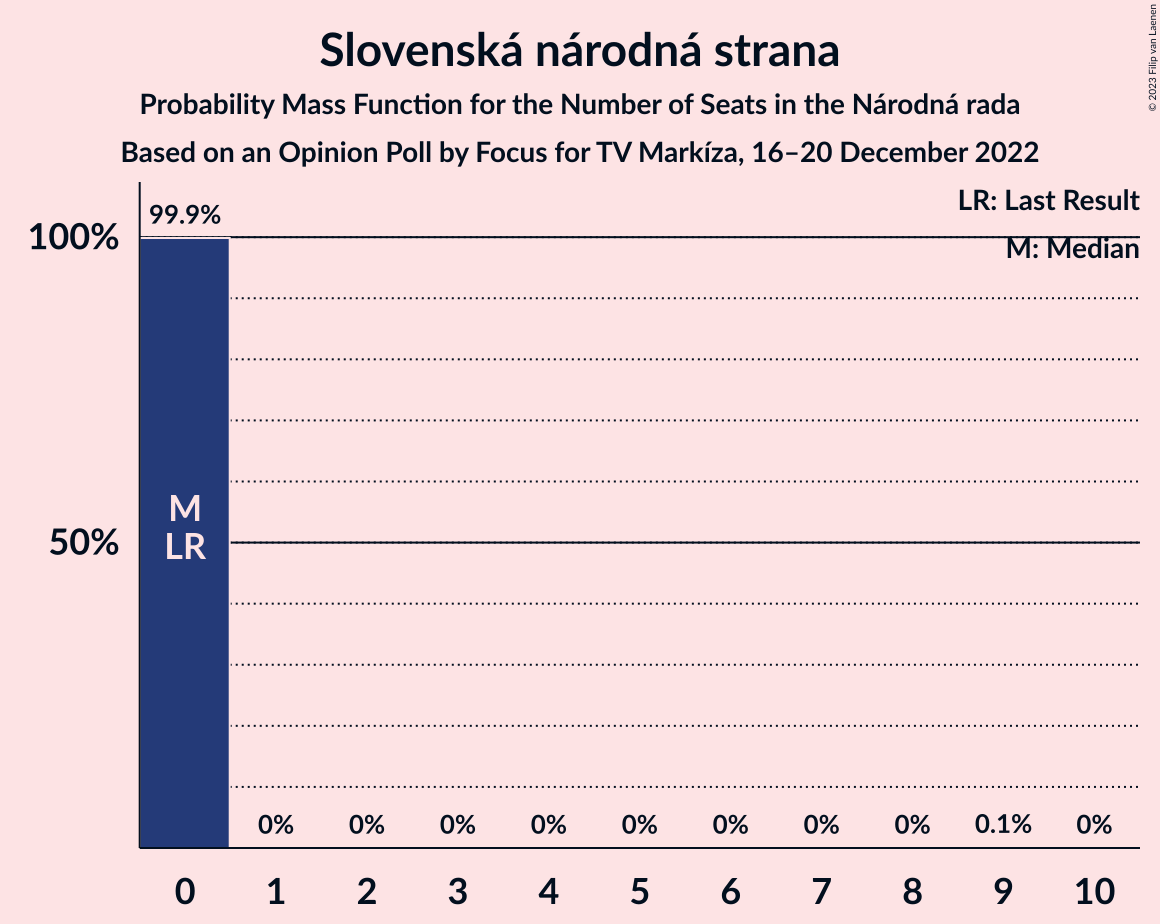 Slovenská národná strana
Probability Mass Function for the Number of Seats in the Národná rada
Based on an Opinion Poll by Focus for TV Markíza, 16–20 December 2022
© 2023 Filip van Laenen
LR: Last Result
M: Median
99.9%
100%
50%
M
LR
0% 0% 0% 0% 0% 0% 0% 0% 0.1% 0%
0 1 2 3 4 5 6 7 8 9 10